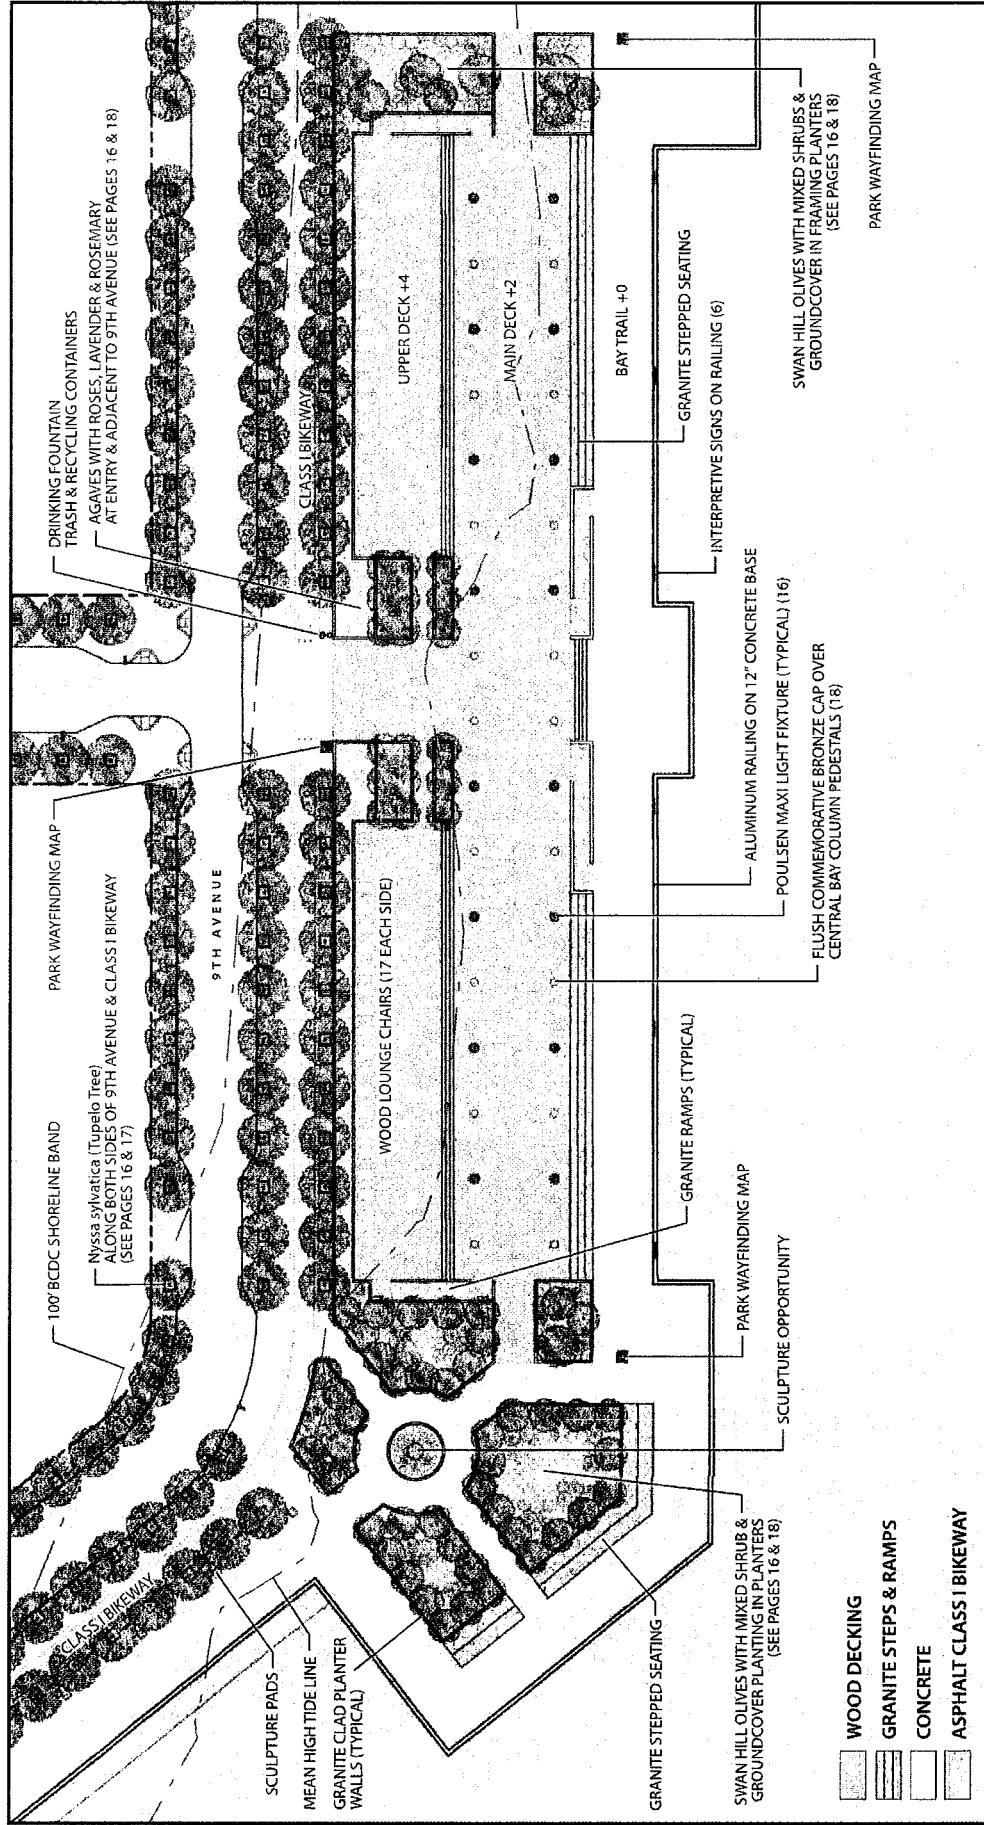 100' BCDC SHORELINE BAND
Nyssa sylvatica (Tupelo Tree)
ALONG BOTH SIDES OF 9TH AVENUE & CLASS I BIKEWAY
(SEE PAGES 16 & 17)
PARK WAYFINDING MAP
DRINKING FOUNTAIN
TRASH & RECYCLING CONTAINERS
AGAVES WITH ROSES, LAVENDER & ROSEMARY
AT ENTRY & ADJACENT TO 9TH AVENUE (SEE PAGES 16 & 18)
9TH AVENUE
CLASS I BIKEWAY
CLASS I BIKEWAY
WOOD LOUNGE CHAIRS (17 EACH SIDE)
UPPER DECK +4
MAIN DECK +2
BAY TRAIL +0
SCULPTURE PADS
MEAN HIGH TIDE LINE
GRANITE CLAD PLANTER
WALLS (TYPICAL)
GRANITE STEPPED SEATING
SWAN HILL OLIVES WITH MIXED SHRUB &
GROUNDCOVER PLANTING IN PLANTERS
(SEE PAGES 16 & 18)
SCULPTURE OPPORTUNITY
PARK WAYFINDING MAP
GRANITE RAMPS (TYPICAL)
FLUSH COMMEMORATIVE BRONZE CAP OVER
CENTRAL BAY COLUMN PEDESTALS (18)
POULSEN MAXI LIGHT FIXTURE (TYPICAL) (16)
ALUMINUM RAILING ON 12" CONCRETE BASE
INTERPRETIVE SIGNS ON RAILING (6)
GRANITE STEPPED SEATING
SWAN HILL OLIVES WITH MIXED SHRUBS &
GROUNDCOVER IN FRAMING PLANTERS
(SEE PAGES 16 & 18)
PARK WAYFINDING MAP
WOOD DECKING
GRANITE STEPS & RAMPS
CONCRETE
ASPHALT CLASS I BIKEWAY